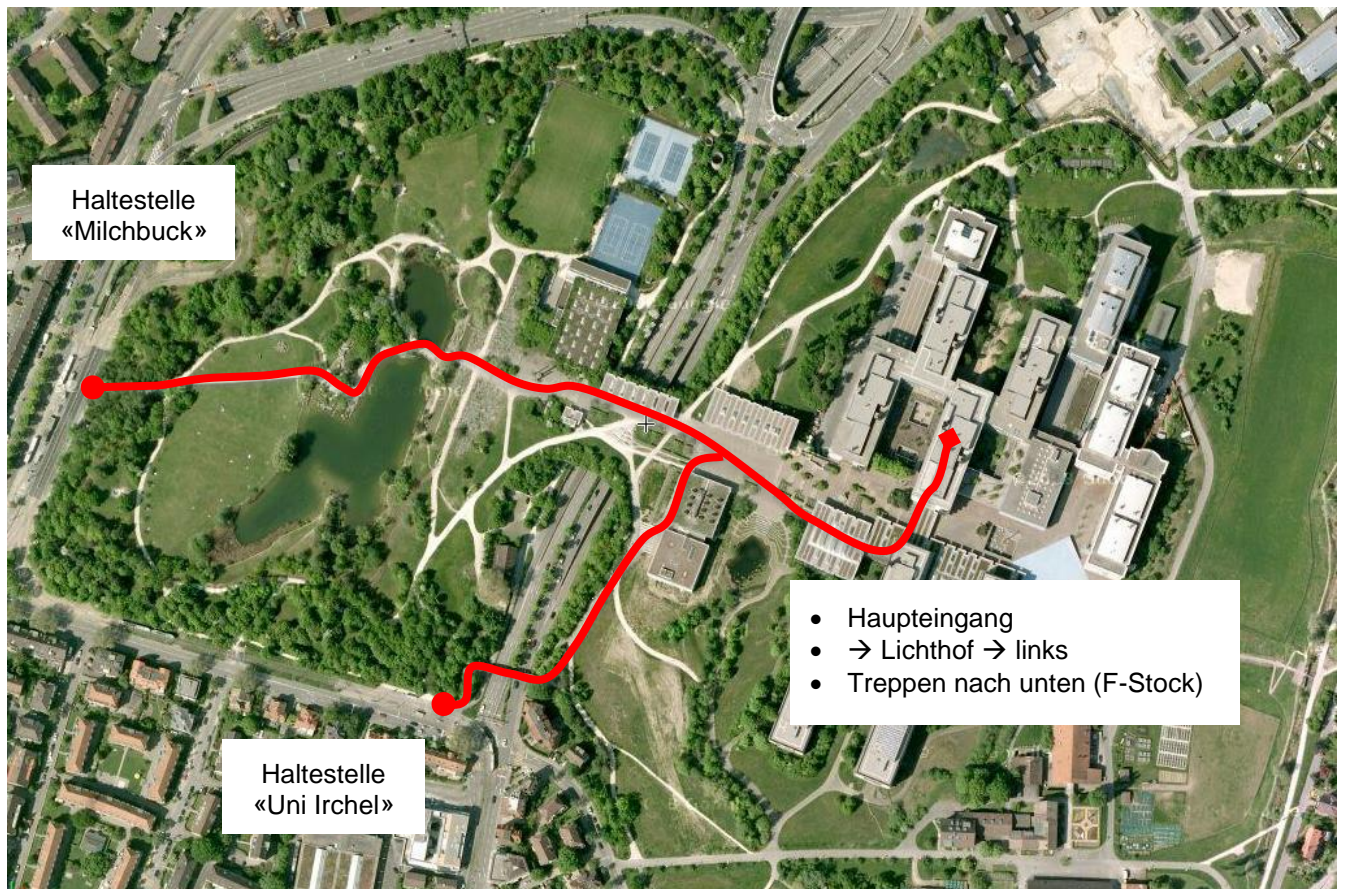 Haltestelle
«Milchbuck»
• Haupteingang
• → Lichthof → links
• Treppen nach unten (F-Stock)
Haltestelle
«Uni Irchel»